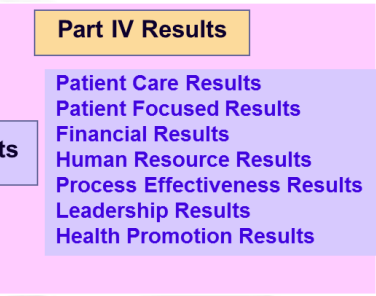 Part IV Results
Patient Care Results
Patient Focused Results
Financial Results
ts
Human Resource Results
Process Effectiveness Results
Leadership Results
Health Promotion Results